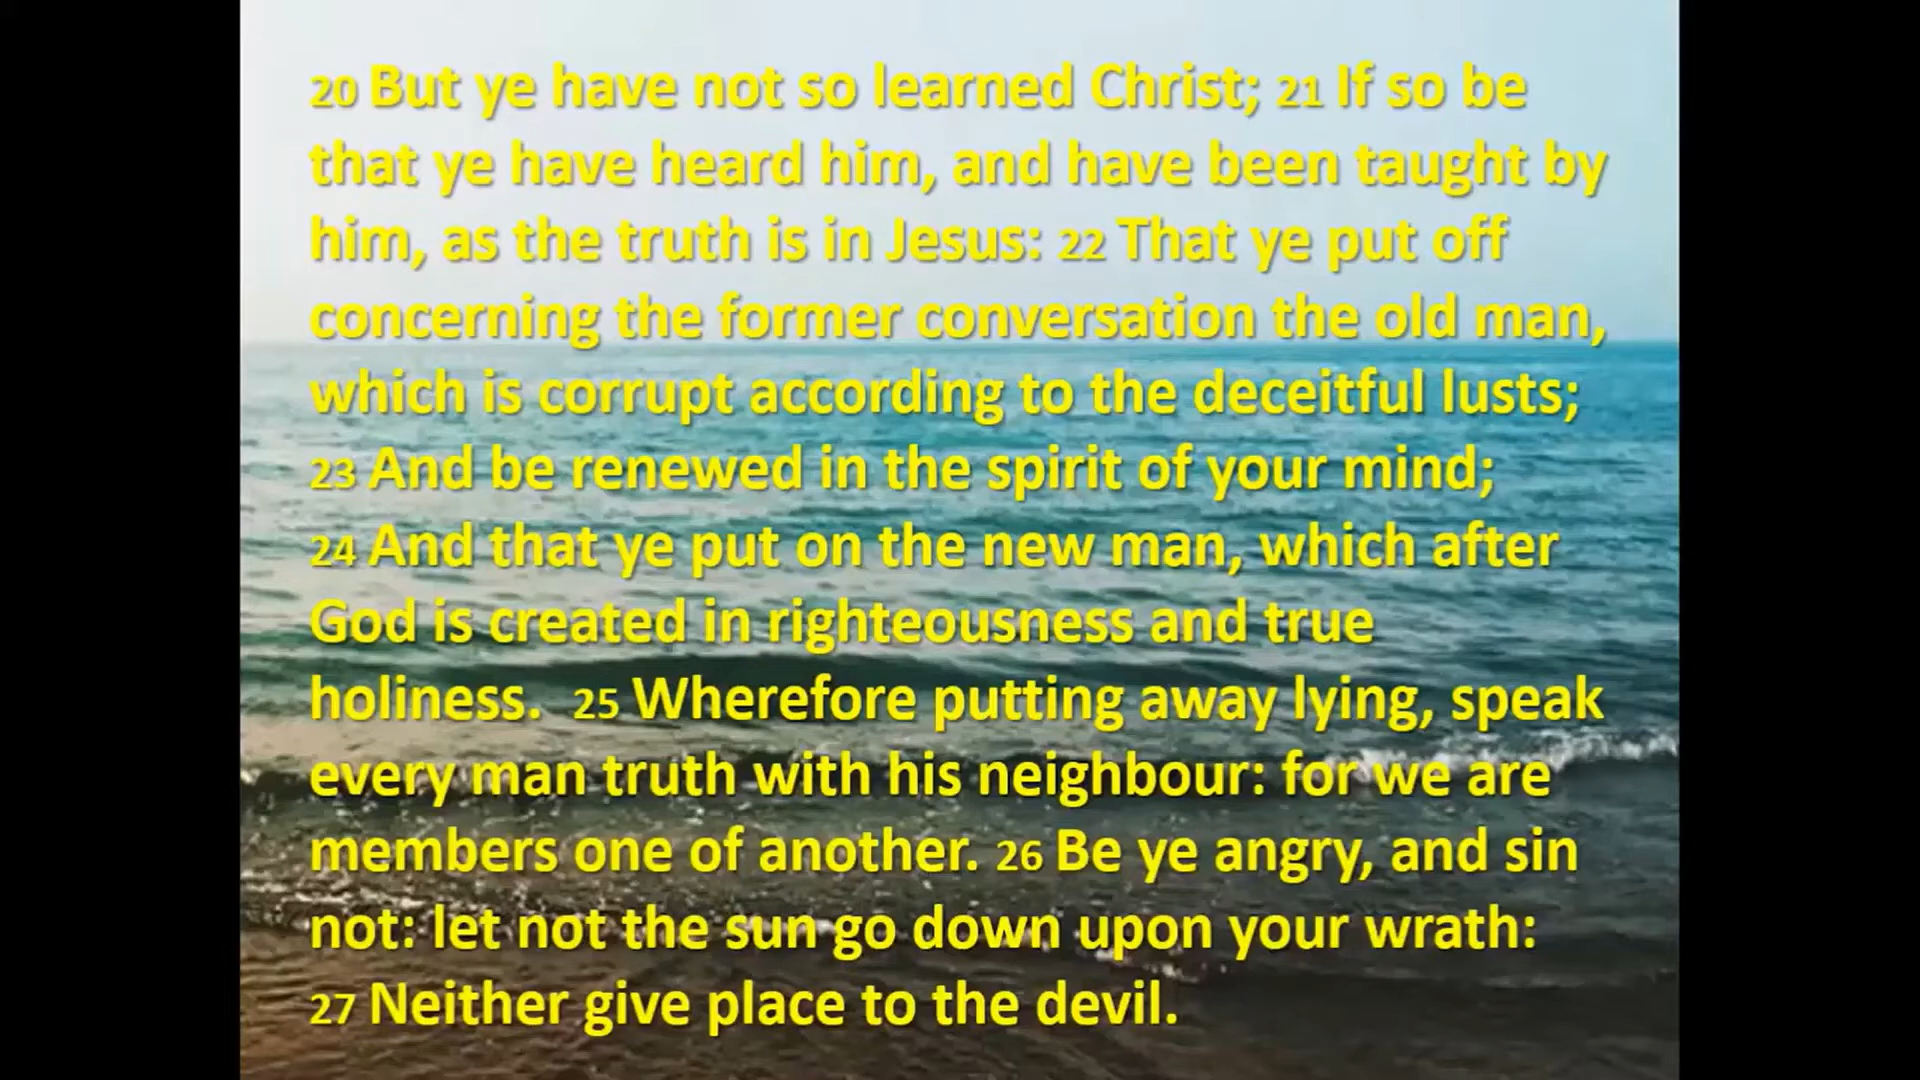 20 But ye have not so learned Christ; 21 If so be
that ye have heard him, and have been taught by
him, as the truth is in Jesus: 22 That ye put off
concerning the former conversation the old man,
which is corrupt according to the deceitful lusts;
23 And be renewed in the spirit of your mind;
24 And that ye put on the new man, which after
God is created in righteousness and true
holiness. 25 Wherefore putting away lying, speak
every man truth with his neighbour: for we are
members one of another. 26 Be ye angry, and sin
not: let not the sun go down upon your wrath:
27 Neither give place to the devil.